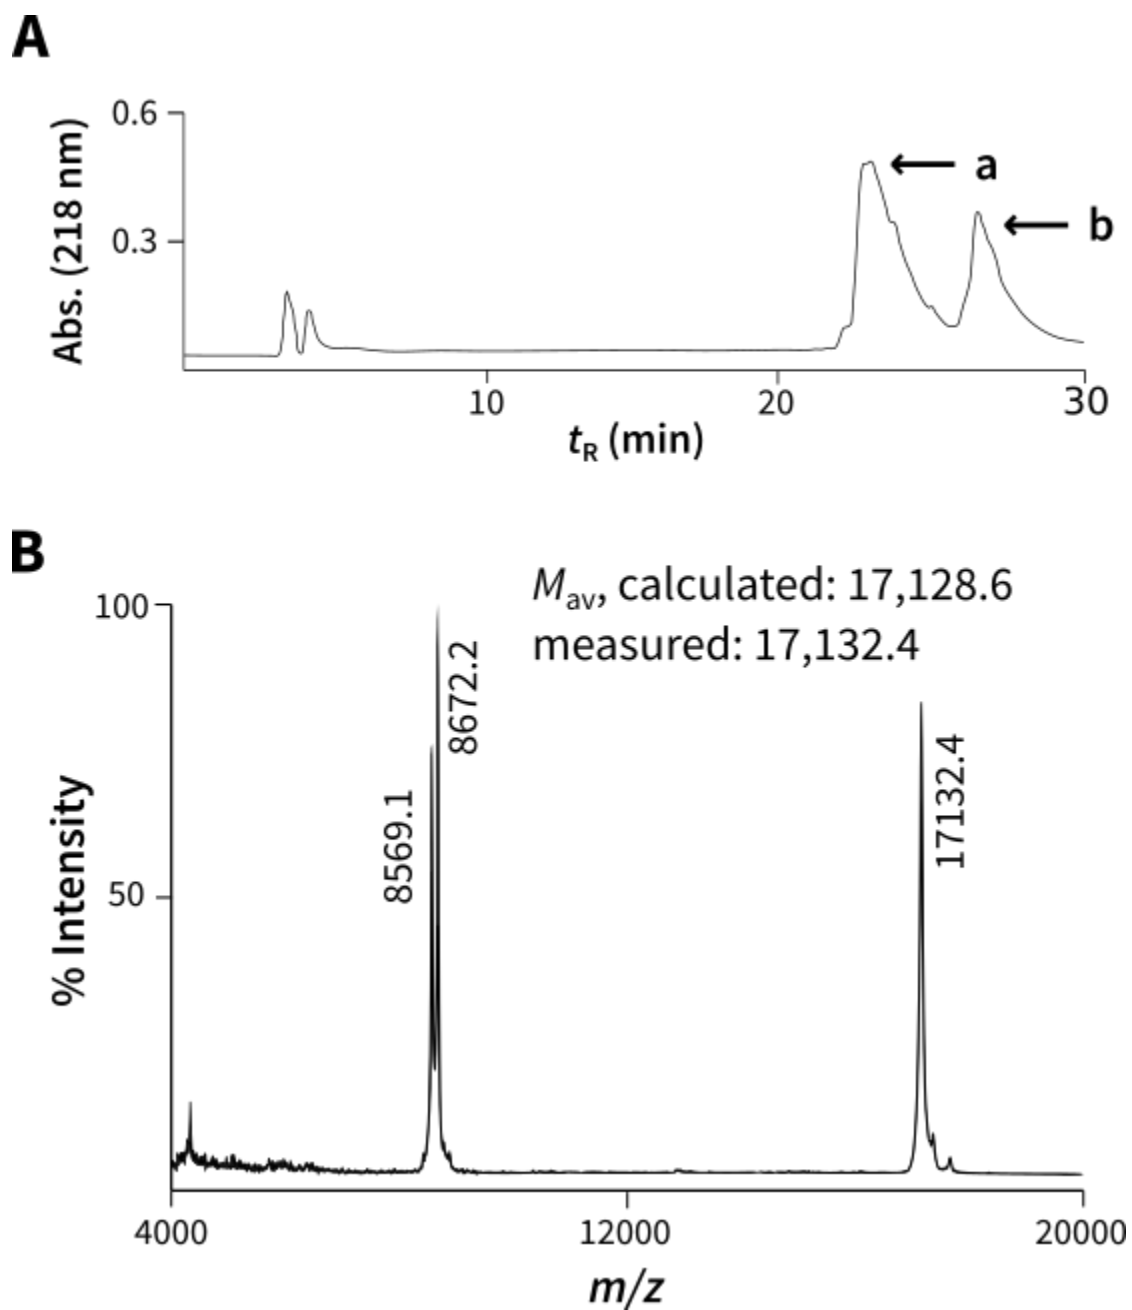 A
0.6
0.3
Abs. (218 nm)
a
b
10
20
30
tR (min)
B
Mav, calculated: 17,128.6
measured: 17,132.4
100
50
% Intensity
8569.1
8672.2
17132.4
4000
12000
20000
m/z